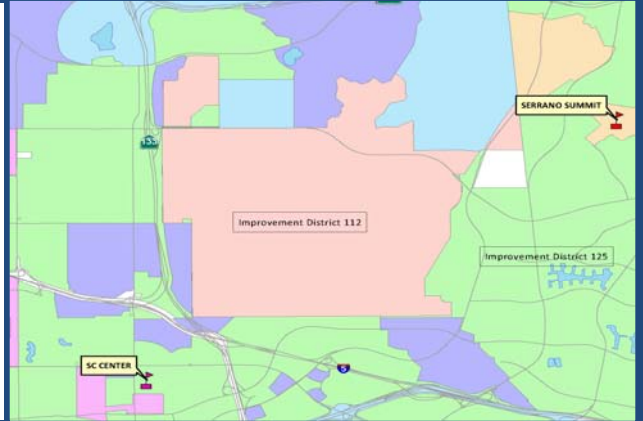 SERRANO SUMMIT
133
Improvement District 112
Improvement District 125
SC CENTER
5